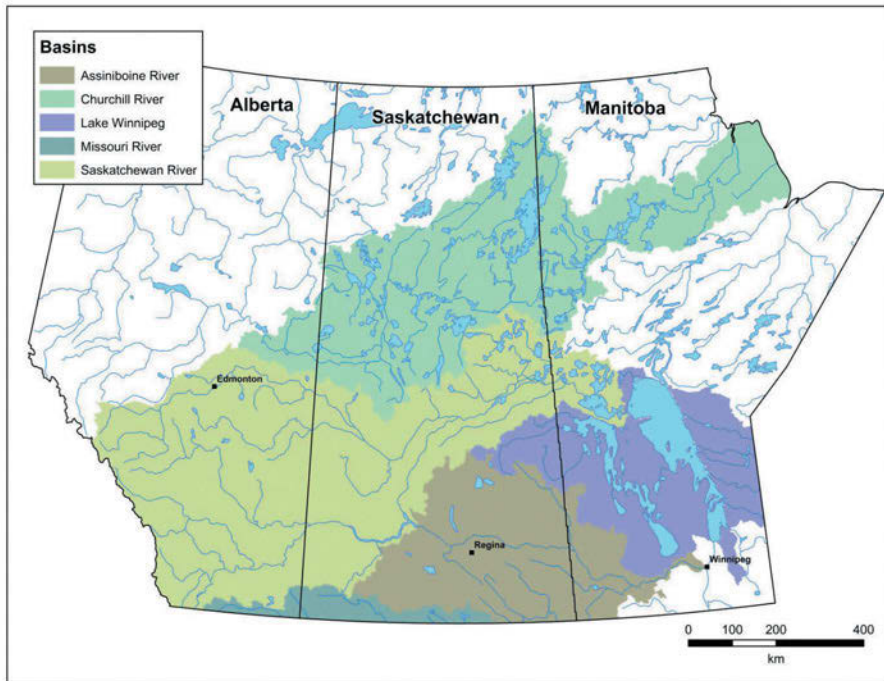 Basins
Assiniboine River
Churchill River
Lake Winnipeg
Missouri River
Saskatchewan River
Alberta
Saskatchewan
Manitoba
Edmonton
Regina
Winnipeg
0 100 200 400
km